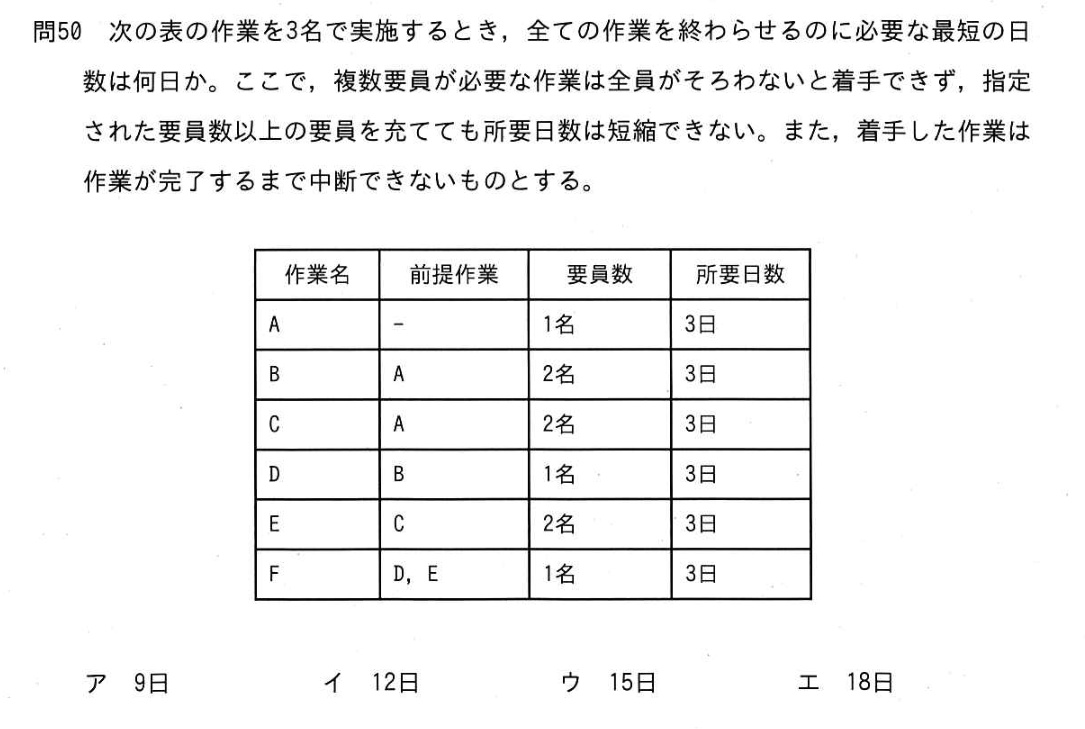 問50 次の表の作業を3名で実施するとき，全ての作業を終わらせるのに必要な最短の日
数は何日か。ここで，複数要員が必要な作業は全員がそろわないと着手できず，指定
された要員数以上の要員を充てても所要日数は短縮できない。また，着手した作業は
作業が完了するまで中断できないものとする。
作業名 前提作業 要員数 所要日数
A － 1名 3日
B A 2名 3日
C A 2名 3日
D B 1名 3日
E C 2名 3日
F D，E 1名 3日
ア 9日 イ 12日 ウ 15日 エ 18日